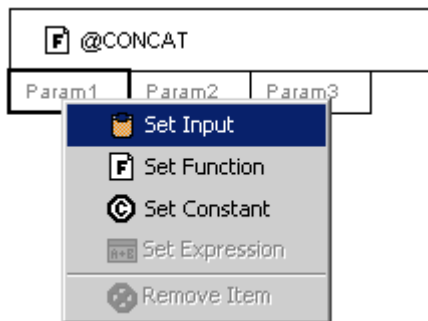 F @CONCAT
Param1 Param2 Param3
Set Input
F Set Function
C Set Constant
A+B Set Expression
Remove Item